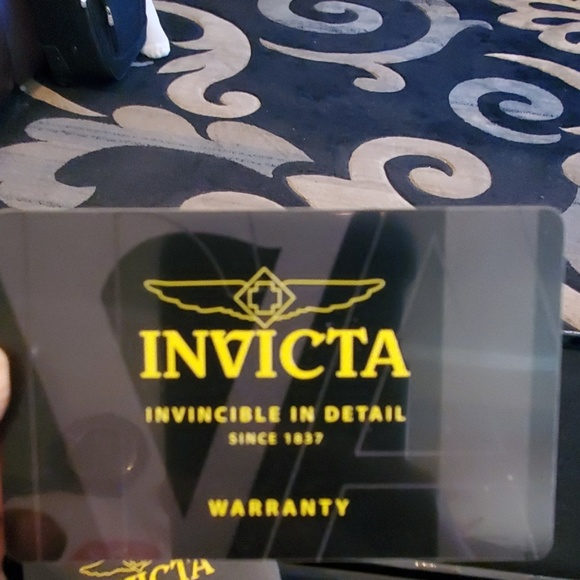 INVICTA
INVINCIBLE IN DETAIL
SINCE 1837
WARRANTY